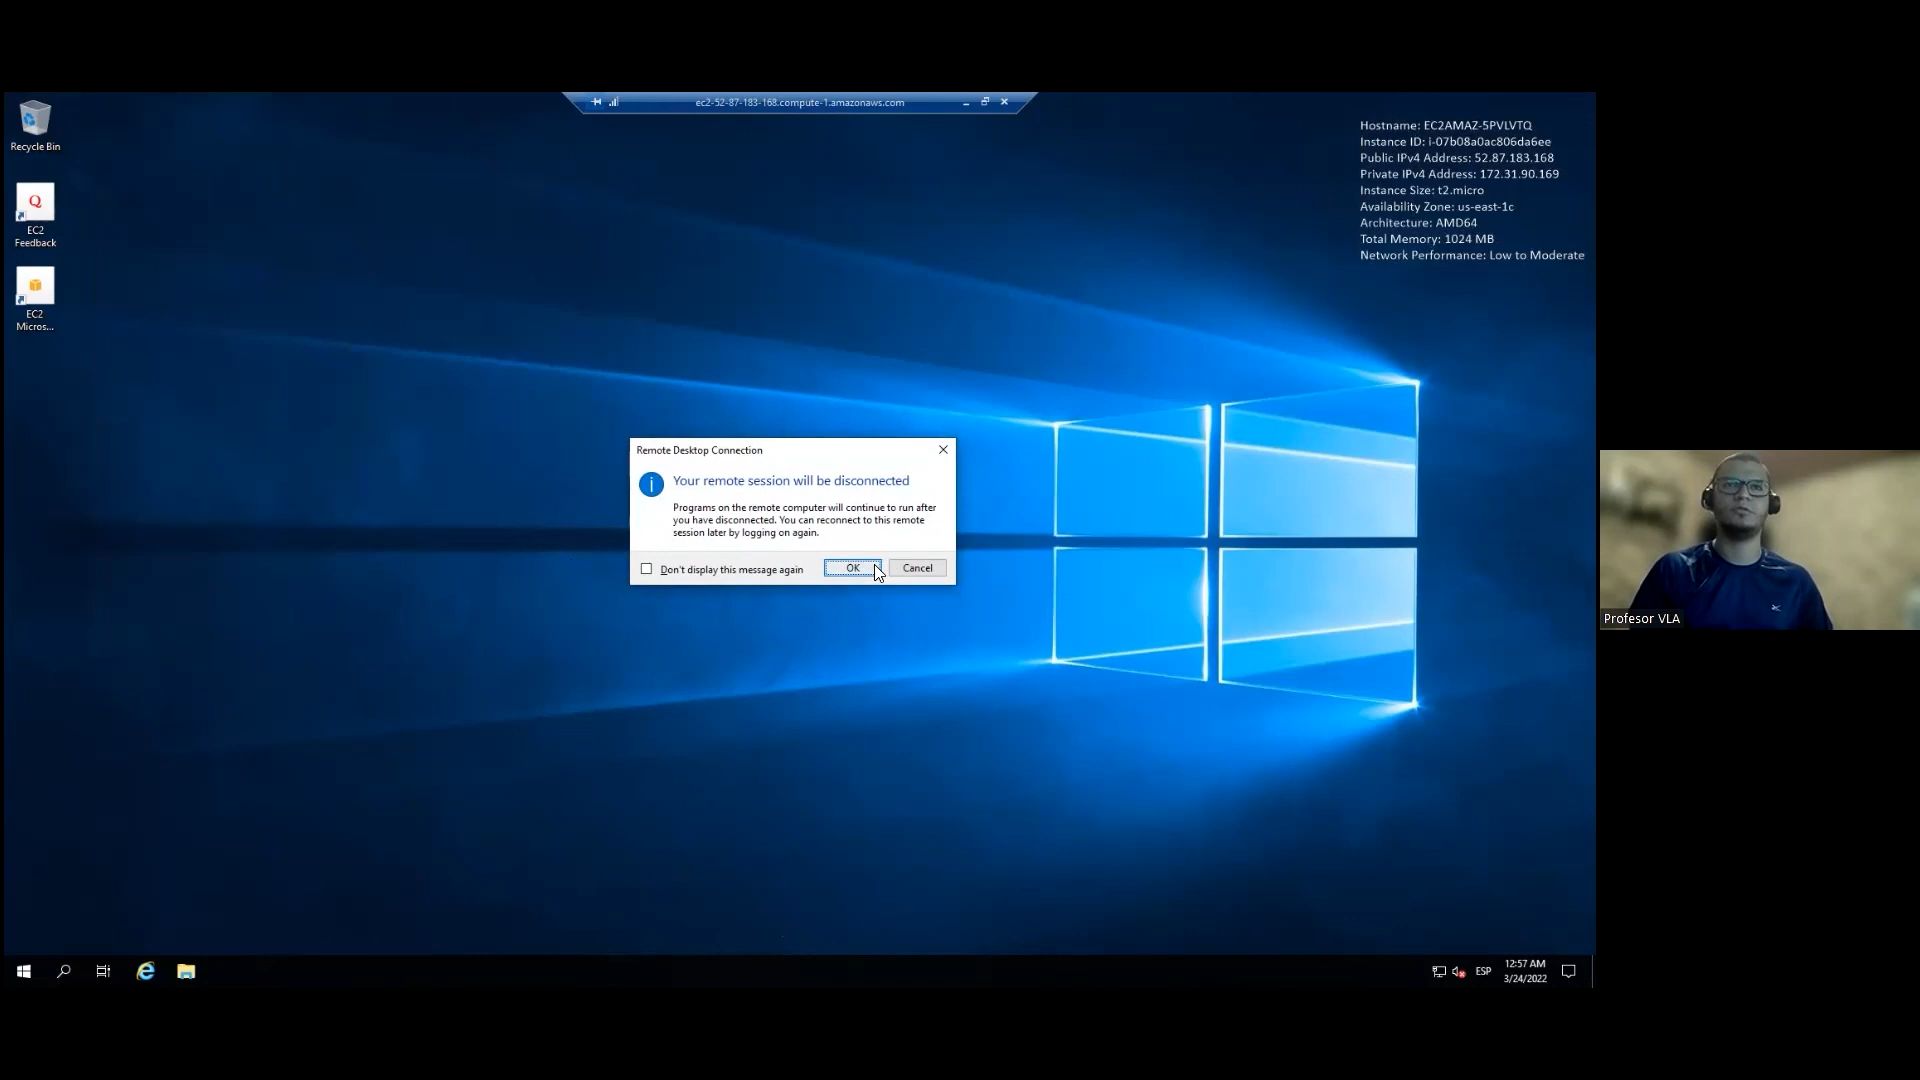 ec2-52-87-183-168.compute-1.amazonaws.com
Recycle Bin
Q
EC2
Feedback
EC2
Micros...
Hostname: EC2AMAZ-5PVLVTQ
Instance ID: i-07b08a0ac806da6ee
Public IPv4 Address: 52.87.183.168
Private IPv4 Address: 172.31.90.169
Instance Size: t2.micro
Availability Zone: us-east-1c
Architecture: AMD64
Total Memory: 1024 MB
Network Performance: Low to Moderate
Remote Desktop Connection
Your remote session will be disconnected
Programs on the remote computer will continue to run after
you have disconnected. You can reconnect to this remote
session later by logging on again.
Don't display this message again
OK
Cancel
Profesor VLA
ESP
12:57 AM
3/24/2022